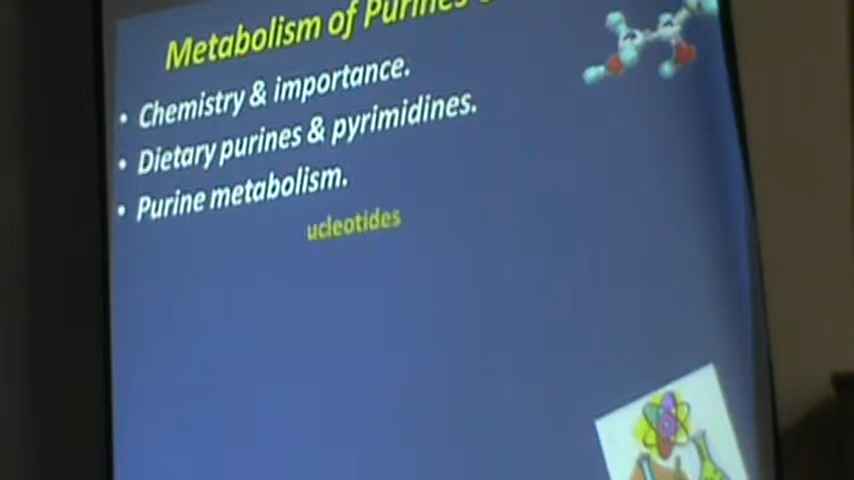 Metabolism of Purines
• Chemistry & importance.
• Dietary purines & pyrimidines.
• Purine metabolism.
ucleotides